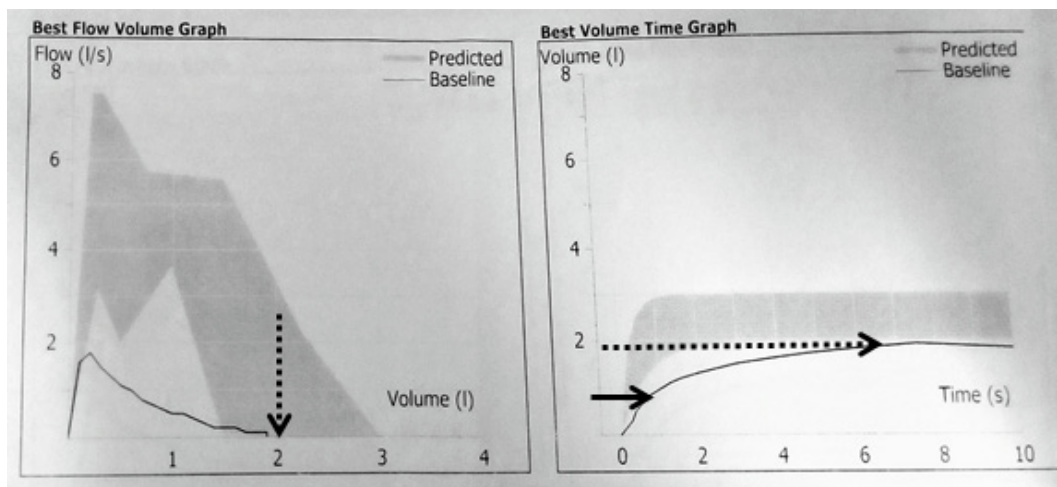 Best Flow Volume Graph
Flow (l/s)
Predicted
Baseline
8
6
4
2
Volume (l)
1
2
3
4
Best Volume Time Graph
Volume (l)
Predicted
Baseline
8
6
4
2
Time (s)
0
2
4
6
8
10